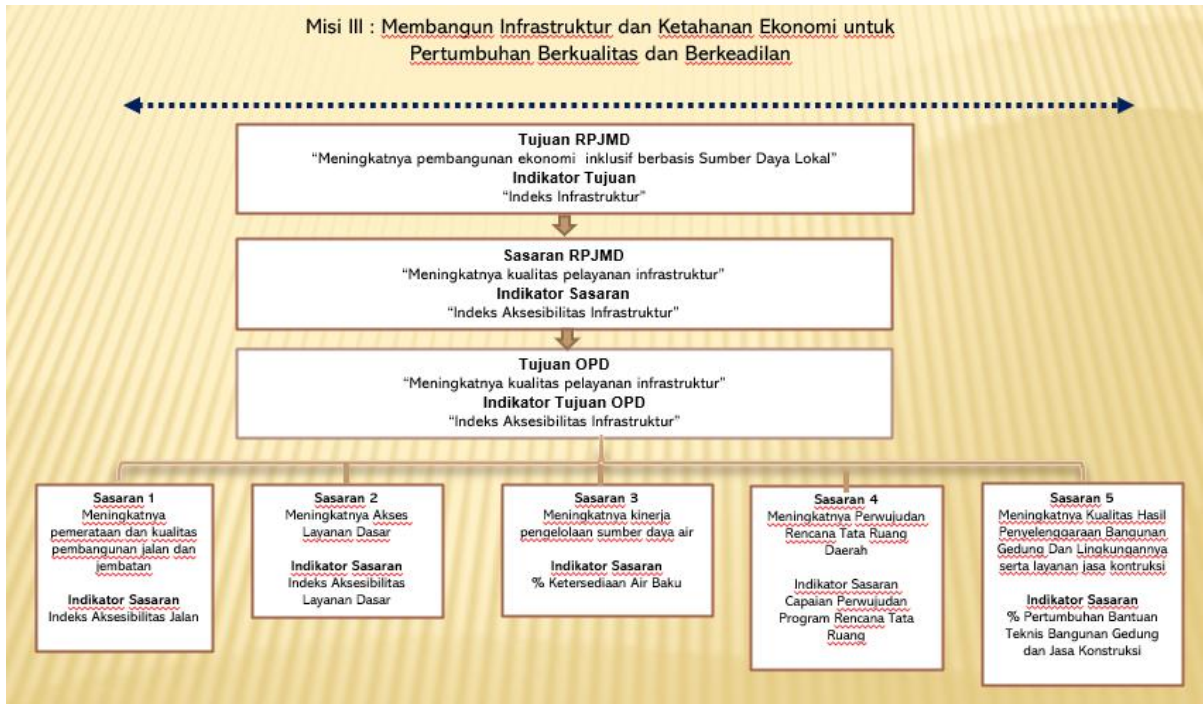 Misi III : Membangun Infrastruktur dan Ketahanan Ekonomi untuk
Pertumbuhan Berkualitas dan Berkeadilan
Tujuan RPJMD
“Meningkatnya pembangunan ekonomi inklusif berbasis Sumber Daya Lokal”
Indikator Tujuan
“Indeks Infrastruktur”
Sasaran RPJMD
“Meningkatnya kualitas pelayanan infrastruktur”
Indikator Sasaran
“Indeks Aksesibilitas Infrastruktur”
Tujuan OPD
“Meningkatnya kualitas pelayanan infrastruktur”
Indikator Tujuan OPD
“Indeks Aksesibilitas Infrastruktur”
Sasaran 1
Meningkatnya
pemerataan dan kualitas
pembangunan jalan dan
jembatan
Indikator Sasaran
Indeks Aksesibilitas Jalan
Sasaran 2
Meningkatnya Akses
Layanan Dasar
Indikator Sasaran
Indeks Aksesibilitas
Layanan Dasar
Sasaran 3
Meningkatnya kinerja
pengelolaan sumber daya air
Indikator Sasaran
% Ketersediaan Air Baku
Sasaran 4
Meningkatnya Perwujudan
Rencana Tata Ruang
Daerah
Indikator Sasaran
Capaian Perwujudan
Program Rencana Tata
Ruang
Sasaran 5
Meningkatnya Kualitas Hasil
Penyelenggaraan Bangunan
Gedung Dan Lingkungannya
serta layanan jasa kontruksi
Indikator Sasaran
% Pertumbuhan Bantuan
Teknis Bangunan Gedung
dan Jasa Konstruksi